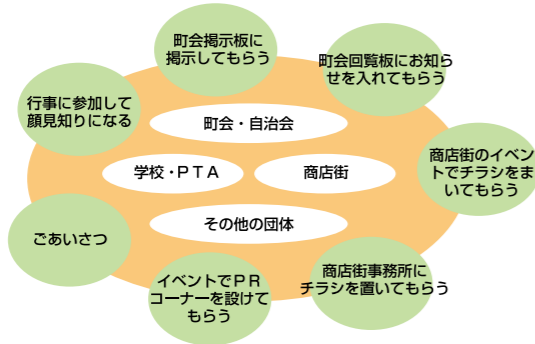 町会掲示板に
掲示してもらう
町会回覧板にお知ら
せを入れてもらう
行事に参加して
顔見知りになる
町会・自治会
商店街のイベン
トでチラシをま
いてもらう
学校・ＰＴＡ
商店街
その他の団体
ごあいさつ
イベントでＰＲ
コーナーを設けて
もらう
商店街事務所に
チラシを置いてもらう